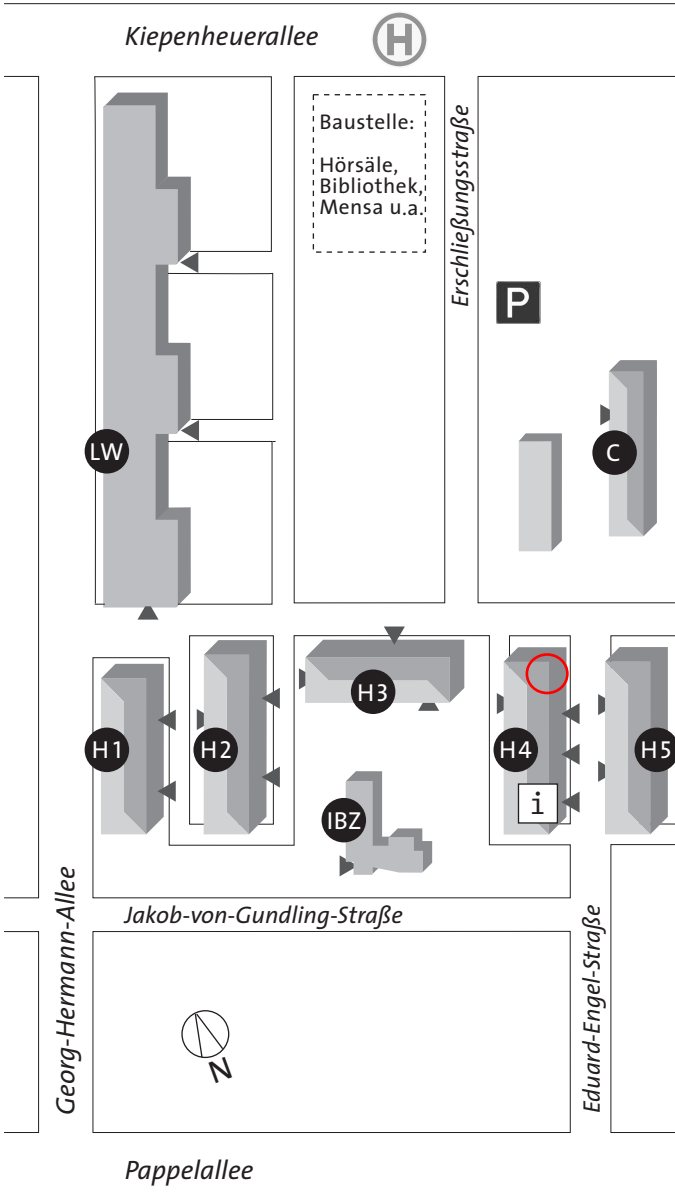 Kiepenheuerallee
H
Baustelle:
Hörsäle,
Bibliothek,
Mensa u.a.
Erschließungsstraße
P
LW
C
H1
H2
H3
H4
H5
i
IBZ
Georg-Hermann-Allee
Jakob-von-Gundling-Straße
Eduard-Engel-Straße
N
Pappelallee